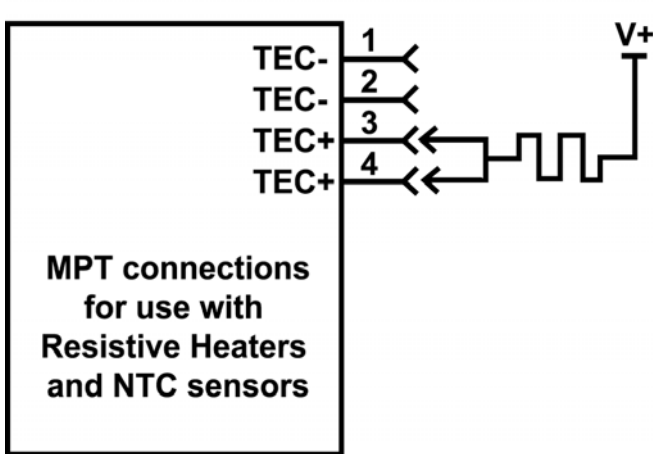 V+
TEC- 1
TEC- 2
TEC+ 3
TEC+ 4
MPT connections
for use with
Resistive Heaters
and NTC sensors